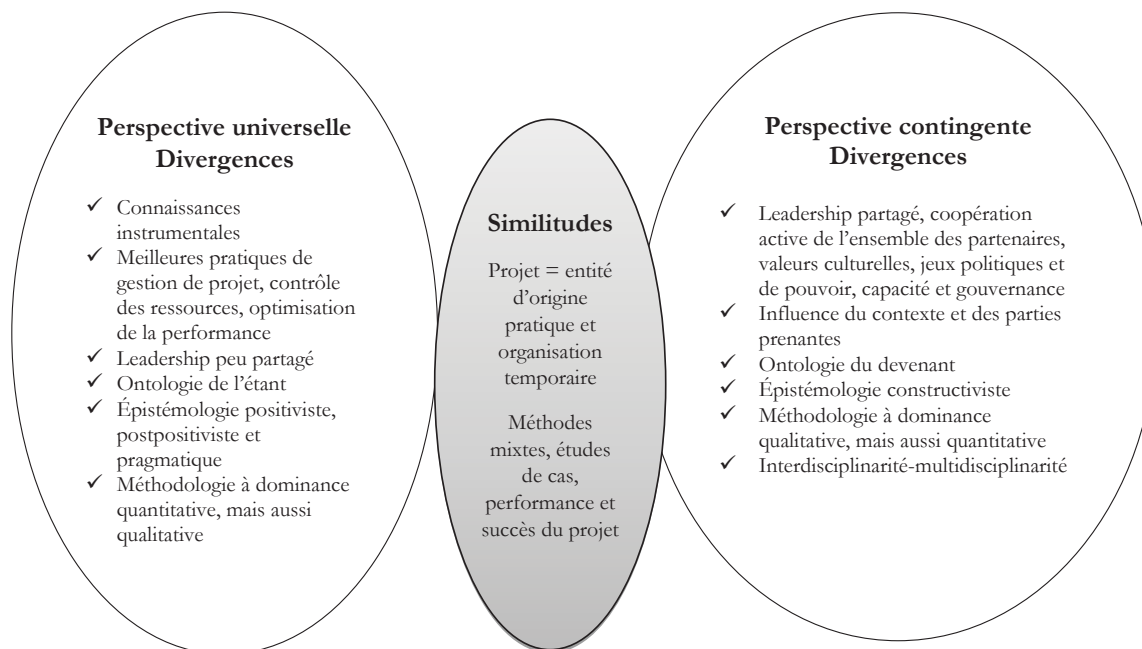 Perspective universelle
Divergences
✓ Connaissances
instrumentales
✓ Meilleures pratiques de
gestion de projet, contrôle
des ressources, optimisation
de la performance
✓ Leadership peu partagé
✓ Ontologie de l’étant
✓ Épistémologie positiviste,
postpositiviste et
pragmatique
✓ Méthodologie à dominance
quantitative, mais aussi
qualitative
Similitudes
Projet = entité
d’origine
pratique et
organisation
temporaire
Méthodes
mixtes, études
de cas,
performance et
succès du projet
Perspective contingente
Divergences
✓ Leadership partagé, coopération
active de l’ensemble des partenaires,
valeurs culturelles, jeux politiques et
de pouvoir, capacité et gouvernance
✓ Influence du contexte et des parties
prenantes
✓ Ontologie du devenant
✓ Épistémologie constructiviste
✓ Méthodologie à dominance
qualitative, mais aussi quantitative
✓ Interdisciplinarité-multidisciplinarité